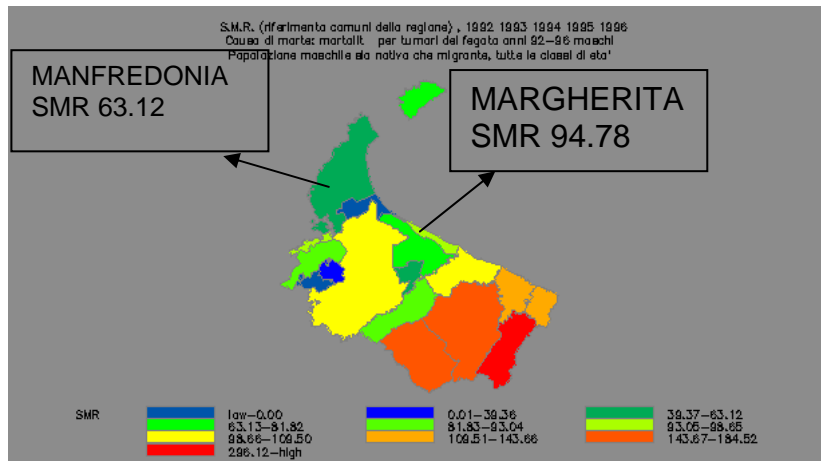 S.M.R. (riferimento comuni della regione) , 1992 1993 1994 1995 1996
Causa di morte: mortalit per tumori del fegato anni 92-96 maschi
Popolazione maschile sia nativa che migrante, tutte le classi di eta'
MANFREDONIA
SMR 63.12
MARGHERITA
SMR 94.78
SMR low-0.00 0.01-39.36 39.37-63.12
63.13-81.82 81.83-93.04 93.05-98.65
98.66-109.50 109.51-143.66 143.67-184.52
296.12-high